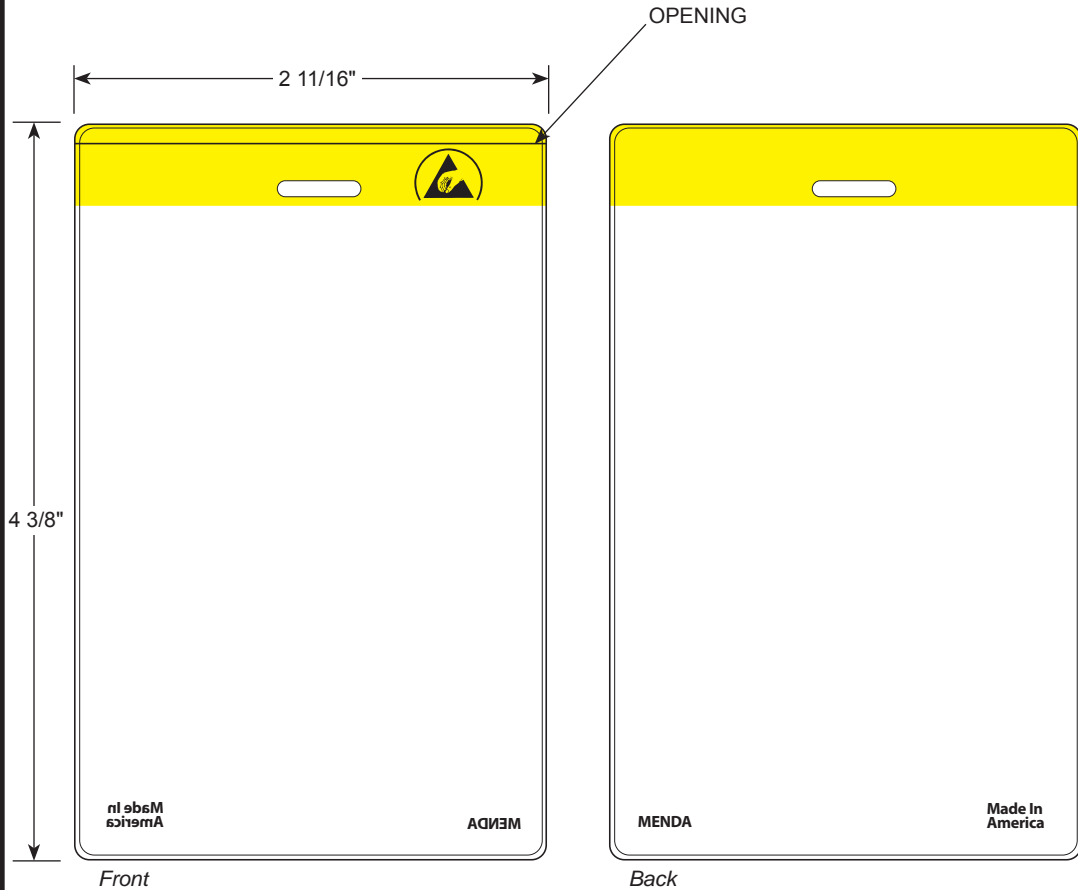 OPENING
2 11/16"
4 3/8"
Made In
America
MENDA
MENDA
Made In
America
Front
Back